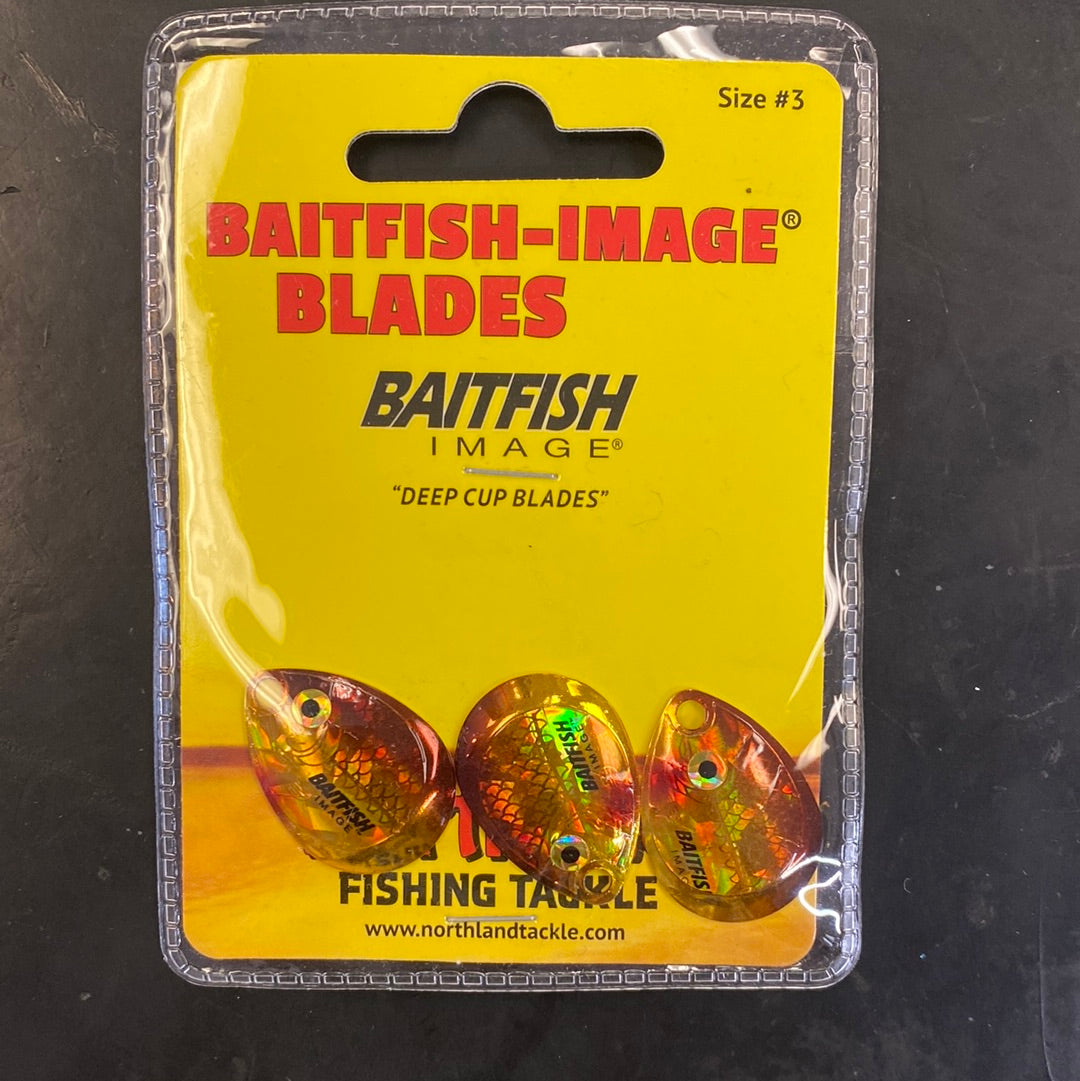 Size #3
BAITFISH-IMAGE®
BLADES
BAITFISH
IMAGE®
"DEEP CUP BLADES"
BAITFISH
IMAGE
BAITFISH
IMAGE
BAITFIS
FISHING TACKLE
www.northlandtackle.com